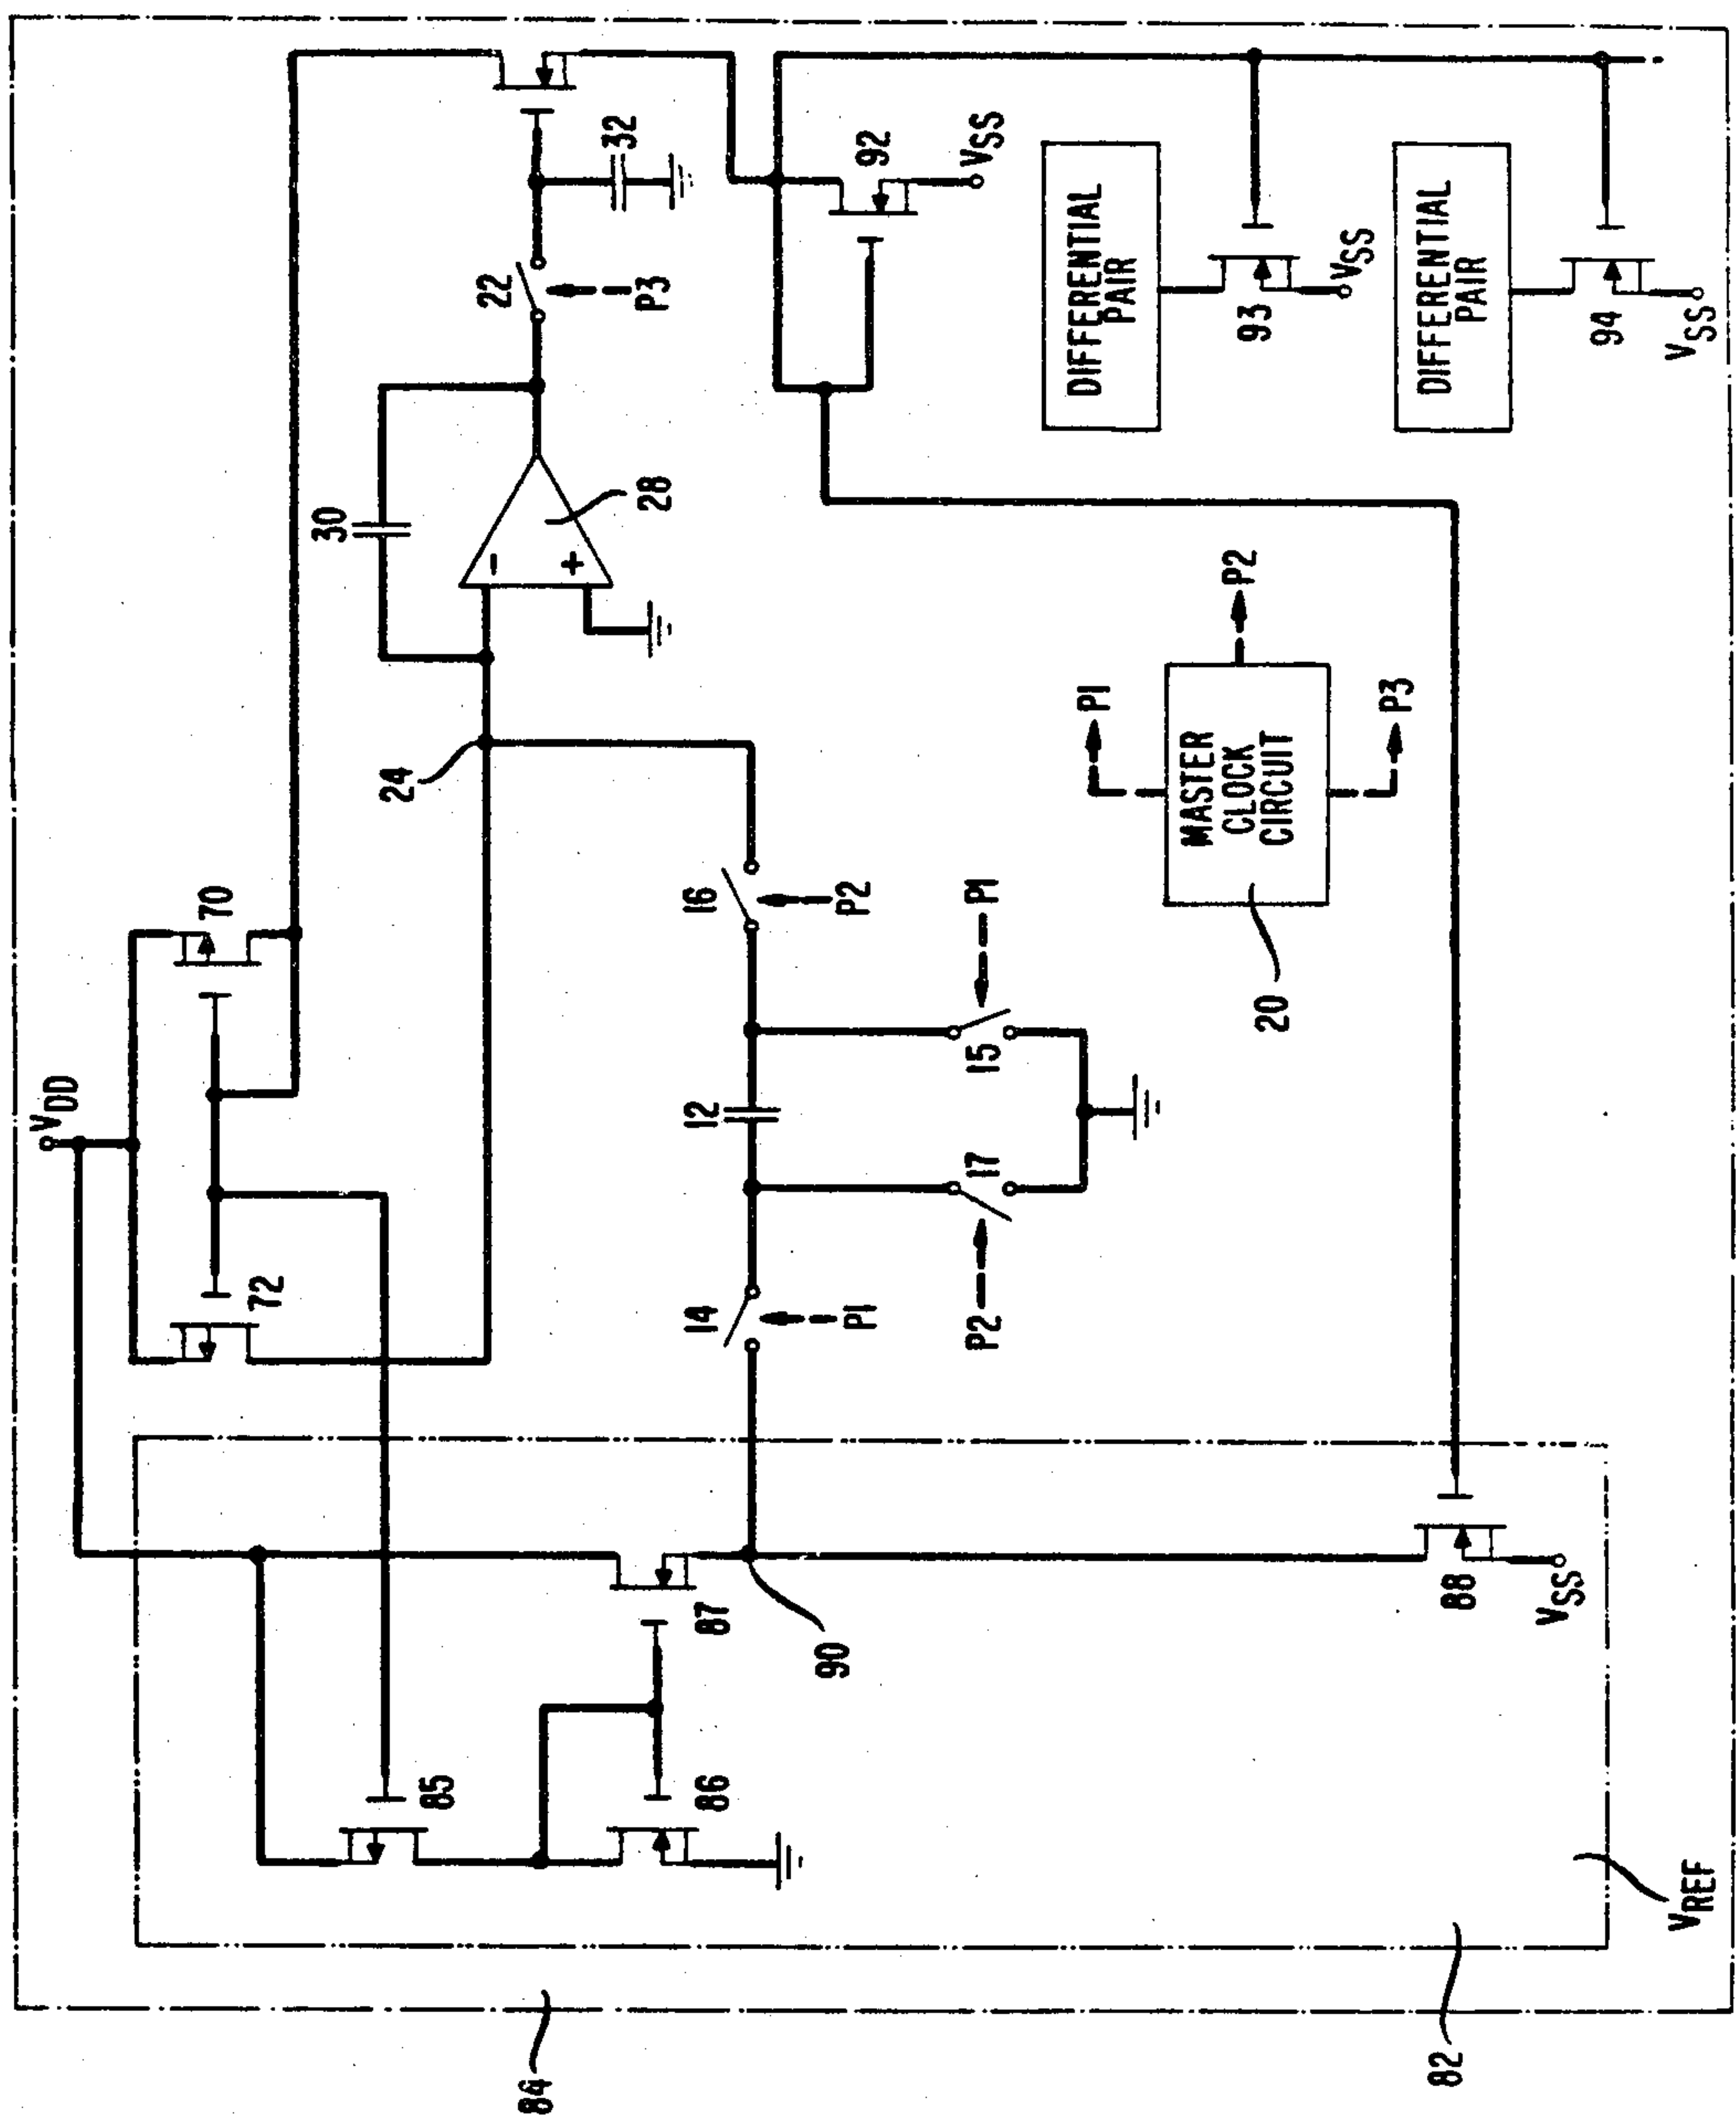 84
82
VREF
VDD
72
70
85
86
87
90
88
VSS
14
P1
12
16
P2
17
P2
15
P1
24
30
28
22
P3
32
92
VSS
MASTER
CLOCK
CIRCUIT
20
P1
P2
P3
DIFFERENTIAL
PAIR
93
VSS
DIFFERENTIAL
PAIR
94
VSS
-
+